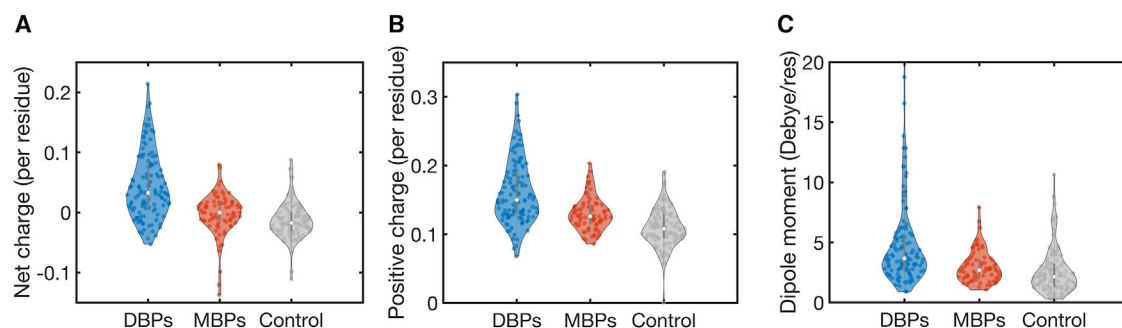 A
Net charge (per residue)
0.2
0.1
0
-0.1
DBPs MBPs Control
B
Positive charge (per residue)
0.3
0.2
0.1
0
DBPs MBPs Control
C
Dipole moment (Debye/res)
20
15
10
5
0
DBPs MBPs Control